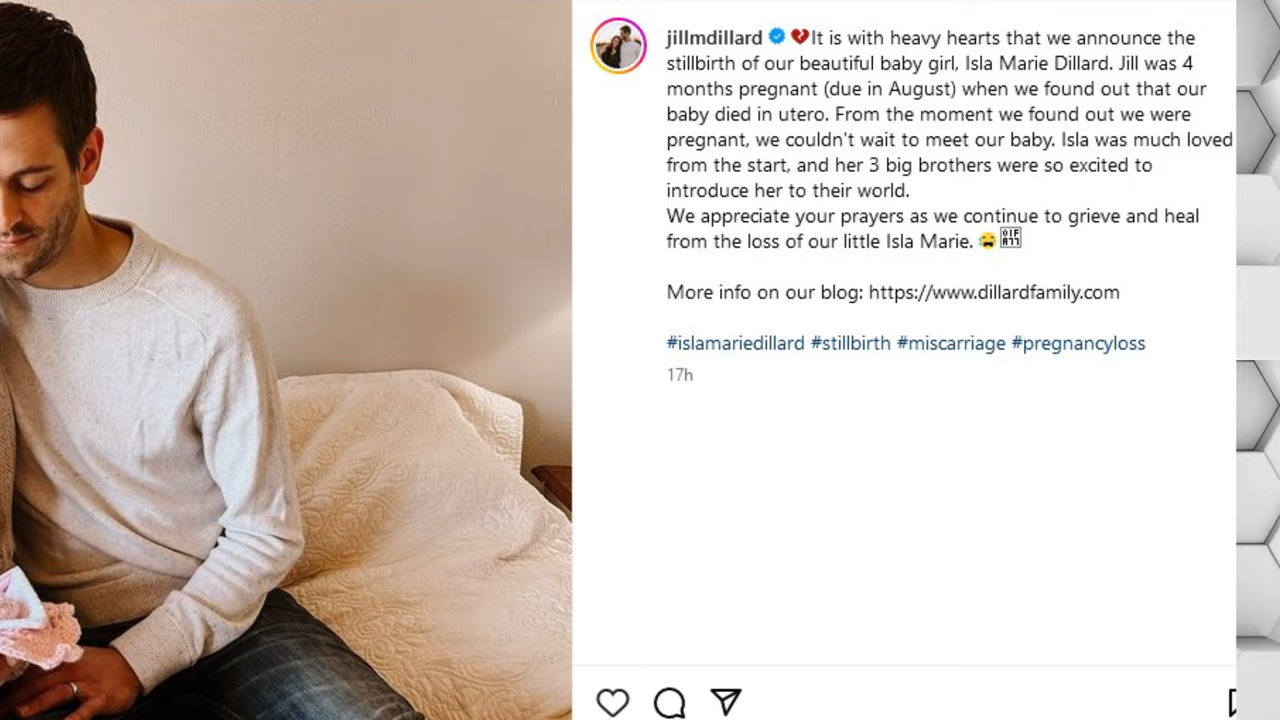 jillmdillard 💔It is with heavy hearts that we announce the
stillbirth of our beautiful baby girl, Isla Marie Dillard. Jill was 4
months pregnant (due in August) when we found out that our
baby died in utero. From the moment we found out we were
pregnant, we couldn't wait to meet our baby. Isla was much loved
from the start, and her 3 big brothers were so excited to
introduce her to their world.
We appreciate your prayers as we continue to grieve and heal
from the loss of our little Isla Marie. 😭

More info on our blog: https://www.dillardfamily.com

#islamariedillard #stillbirth #miscarriage #pregnancyloss
17h